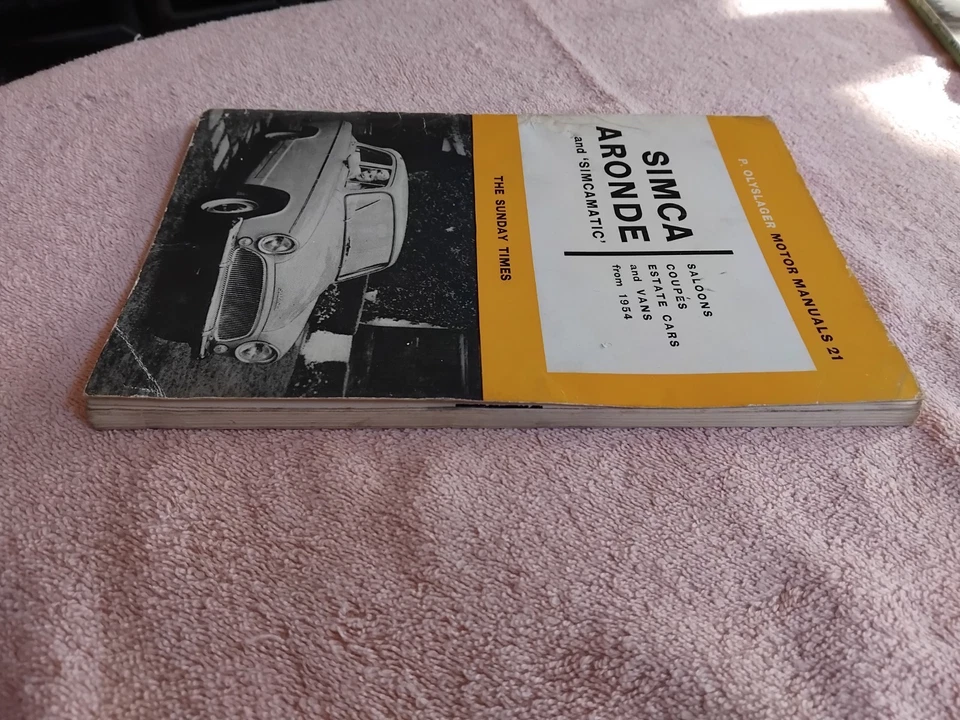 P. OLYSLAGER MOTOR MANUALS 21
SIMCA
ARONDE
and 'SIMCAMATIC'
SALOONS
COUPÉS
ESTATE CARS
and VANS
from 1954
THE SUNDAY TIMES